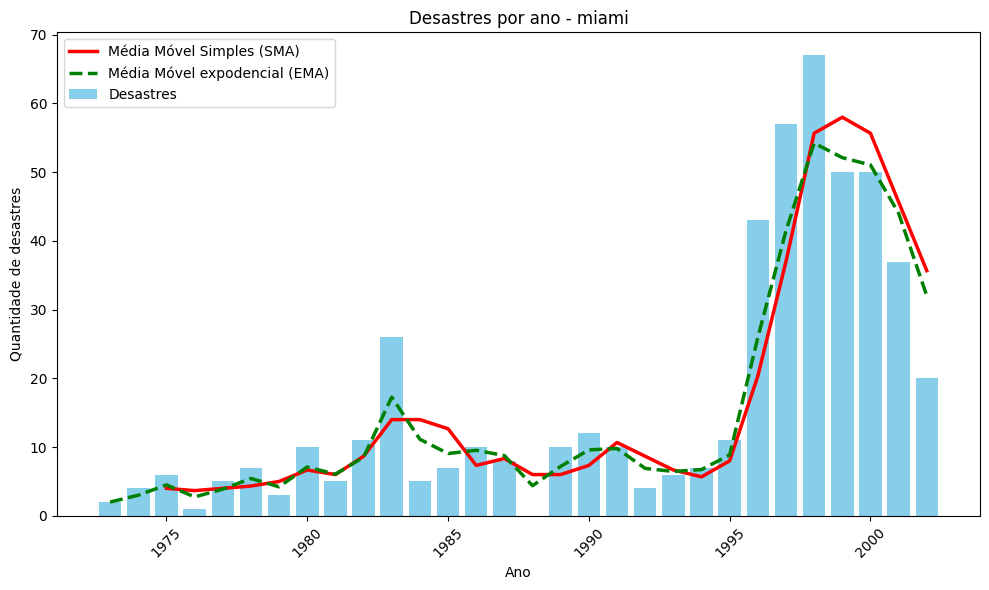 Desastres por ano - miami
Média Móvel Simples (SMA)
Média Móvel expodencial (EMA)
Desastres
Quantidade de desastres
70
60
50
40
30
20
10
0
1975
1980
1985
1990
1995
2000
Ano